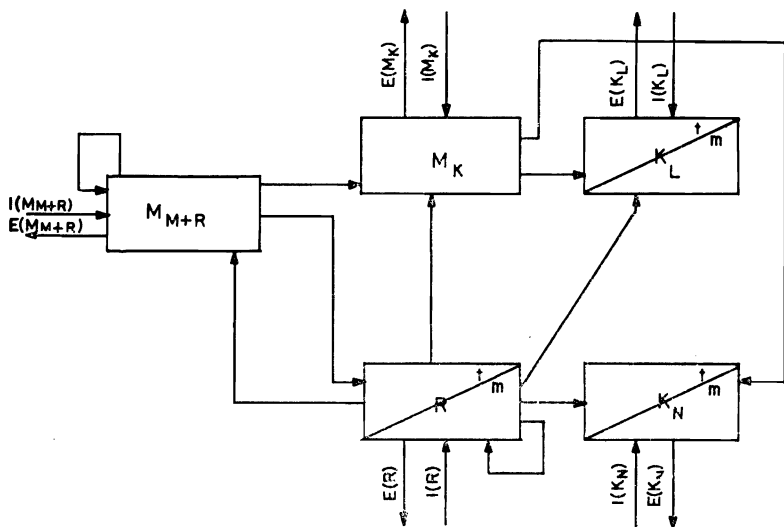 E(MK)
I(MK)
E(KL)
I(KL)
MK
t
m
KL
I(MM+R)
E(MM+R)
MM+R
t
m
R
t
m
KN
E(R)
I(R)
I(KN)
E(KN)